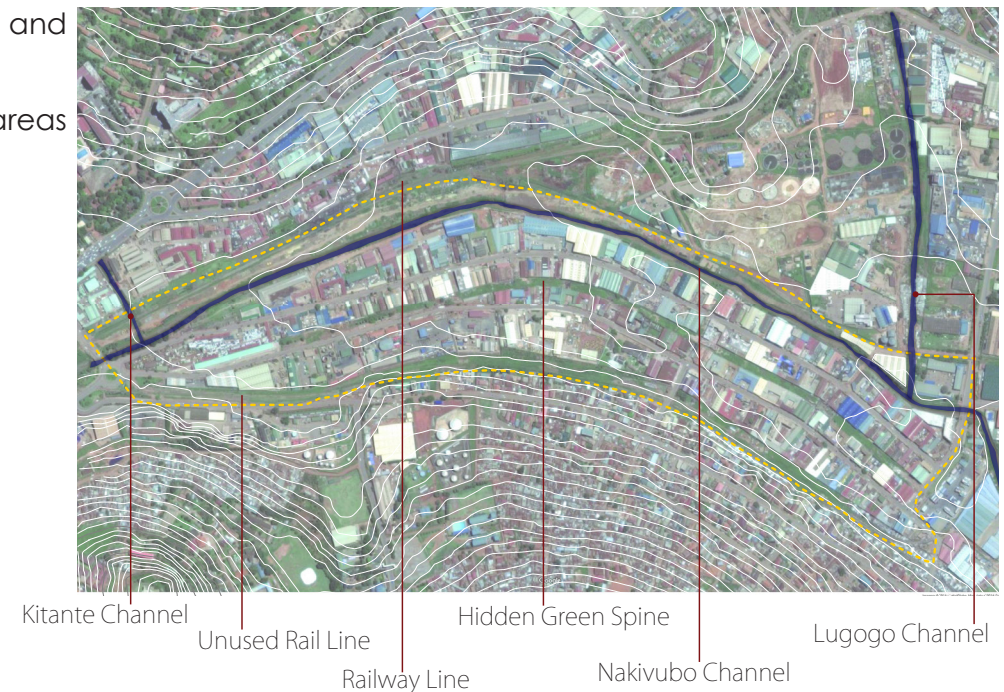 and
areas
Kitante Channel
Unused Rail Line
Railway Line
Hidden Green Spine
Nakivubo Channel
Lugogo Channel